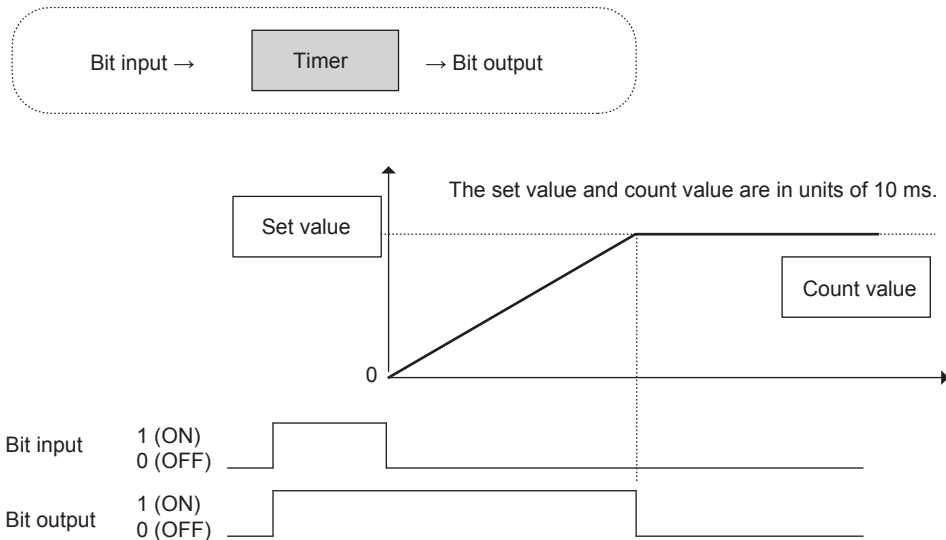 Bit input → Timer → Bit output
The set value and count value are in units of 10 ms.
Set value
Count value
0
Bit input 1 (ON)
0 (OFF)
Bit output 1 (ON)
0 (OFF)